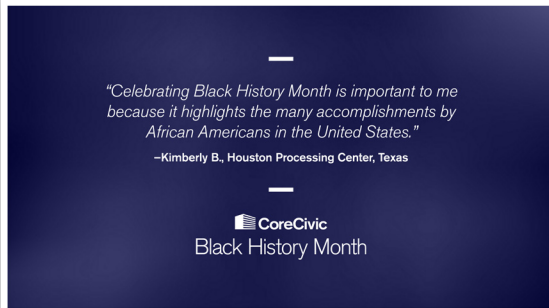 “Celebrating Black History Month is important to me
because it highlights the many accomplishments by
African Americans in the United States.”
–Kimberly B., Houston Processing Center, Texas
CoreCivic
Black History Month